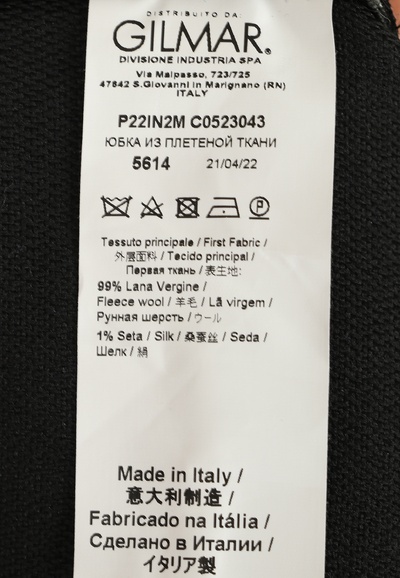 DISTRIBUITO DA:
GILMAR®
DIVISIONE INDUSTRIA SPA
Via Malpasso, 723/725
47842 S.Giovanni in Marignano (RN)
ITALY
P22IN2M C0523043
ЮБКА ИЗ ПЛЕТЕНОЙ ТКАНИ
5614 21/04/22
P
Tessuto principale / First Fabric /
外层面料 / Tecido principal /
Первая ткань / 表生地:
99% Lana Vergine /
Fleece wool / 羊毛 / Lã virgem /
Рунная шерсть / ウール
1% Seta / Silk / 桑蚕丝 / Seda /
Шелк / 絹
Made in Italy /
意大利制造 /
Fabricado na Itália /
Сделано в Италии /
イタリア製